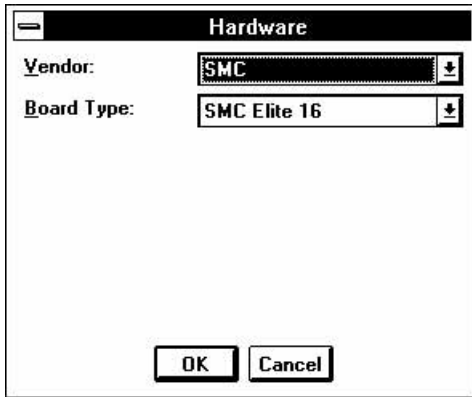 Hardware
Vendor: SMC
Board Type: SMC Elite 16
OK Cancel